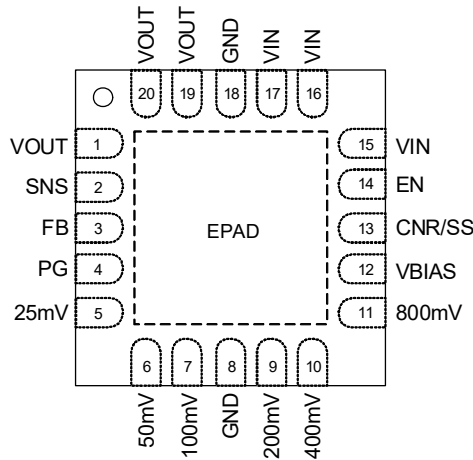 VOUT
VOUT
GND
VIN
VIN
20
19
18
17
16
VOUT 1
15 VIN
SNS 2
14 EN
FB 3
13 CNR/SS
EPAD
PG 4
12 VBIAS
25mV 5
11 800mV
6
7
8
9
10
50mV
100mV
GND
200mV
400mV